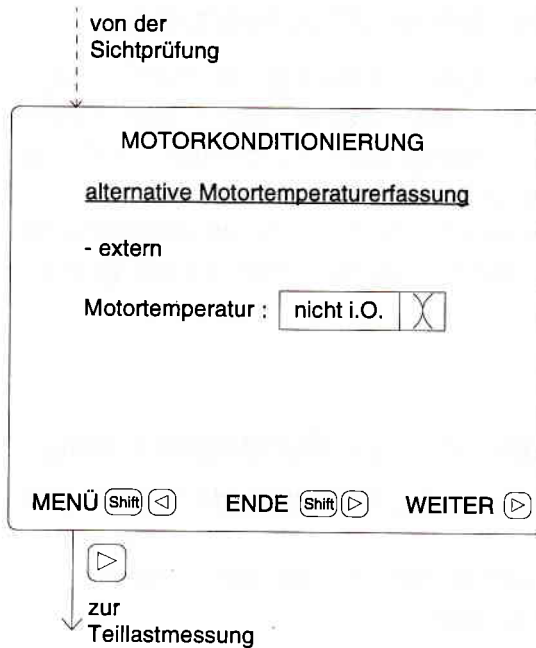 von der
Sichtprüfung
MOTORKONDITIONIERUNG
alternative Motortemperaturerfassung
- extern
Motortemperatur : nicht i.O.
MENÜ Shift ENDE Shift WEITER
zur
Teillastmessung